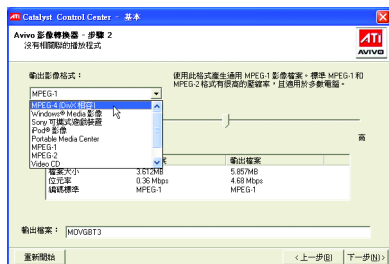 ATI Catalyst Control Center - 基本
Avivo 影像轉換器 - 步驟 2
沒有相關聯的播放程式
ATI
AVIVO
輸出影像格式：
使用此格式產生通用 MPEG-1 影像檔案。標準 MPEG-1 和
MPEG-2 格式有很高的壓縮率，且適用於多數電腦。
MPEG-1
MPEG-4 (DivX 相容)
Windows® Media 影像
Sony 可攜式遊戲裝置
iPod® 影像
Portable Media Center
MPEG-1
MPEG-2
Video CD
高
輸出檔案
檔案大小 3.612MB 5.857MB
位元率 0.36 Mbps 4.68 Mbps
編碼標準 MPEG-1 MPEG-1
輸出檔案： MOVGBT3
重新開始
<上一步(B)
下一步(N)>